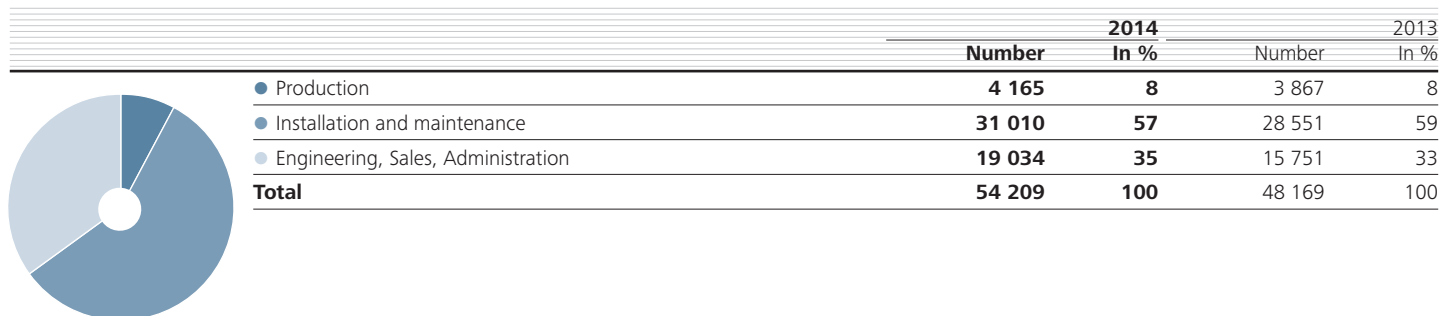 2014 2013
Number In % Number In %
Production 4 165 8 3 867 8
Installation and maintenance 31 010 57 28 551 59
Engineering, Sales, Administration 19 034 35 15 751 33
Total 54 209 100 48 169 100